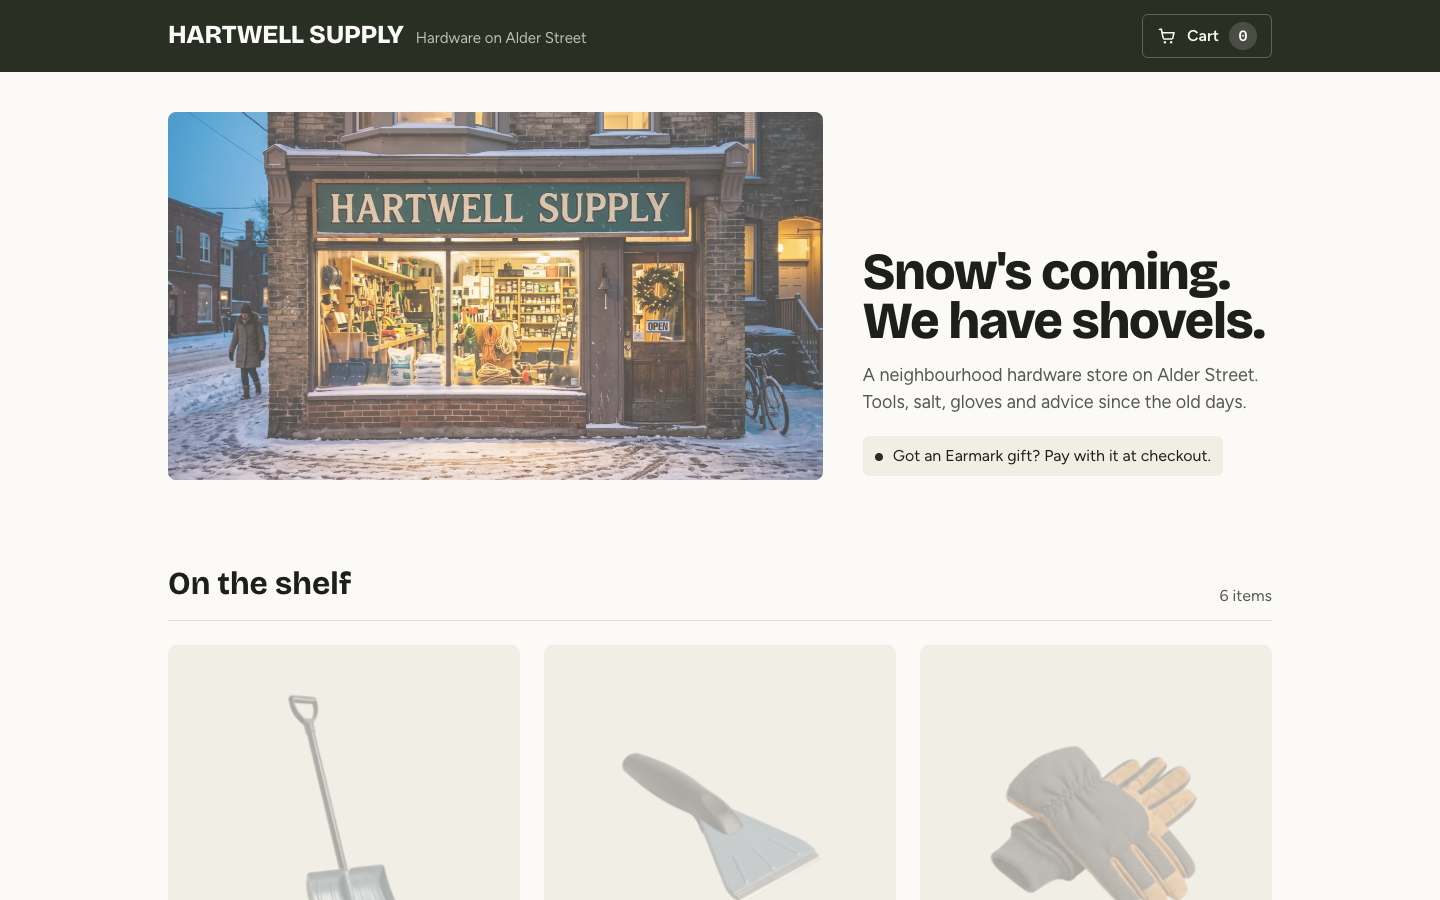 HARTWELL SUPPLY
Hardware on Alder Street
Cart
0
HARTWELL SUPPLY
OPEN
Snow's coming.
We have shovels.
A neighbourhood hardware store on Alder Street.
Tools, salt, gloves and advice since the old days.
Got an Earmark gift? Pay with it at checkout.
On the shelf
6 items